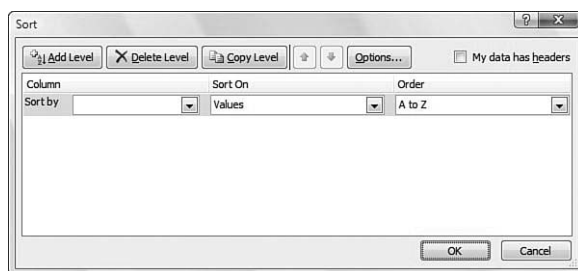 Sort
Add Level Delete Level Copy Level Options... My data has headers
Column Sort On Order
Sort by Values A to Z
OK Cancel